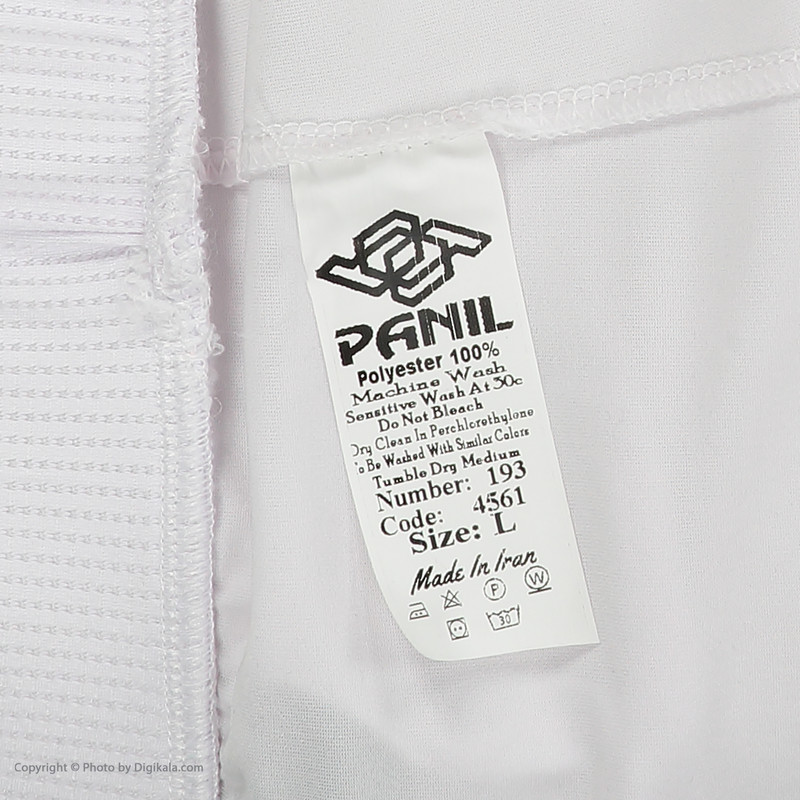 PANIL
Polyester 100%
Machine Wash
Sensitive Wash At 30c
Do Not Bleach
Dry Clean In Perchlorethylone
To Be Washed With Similar Colors
Tumble Dry Medium
Number: 193
Code: 4561
Size: L
Made In Iran
P W
30
Copyright © Photo by Digikala.com